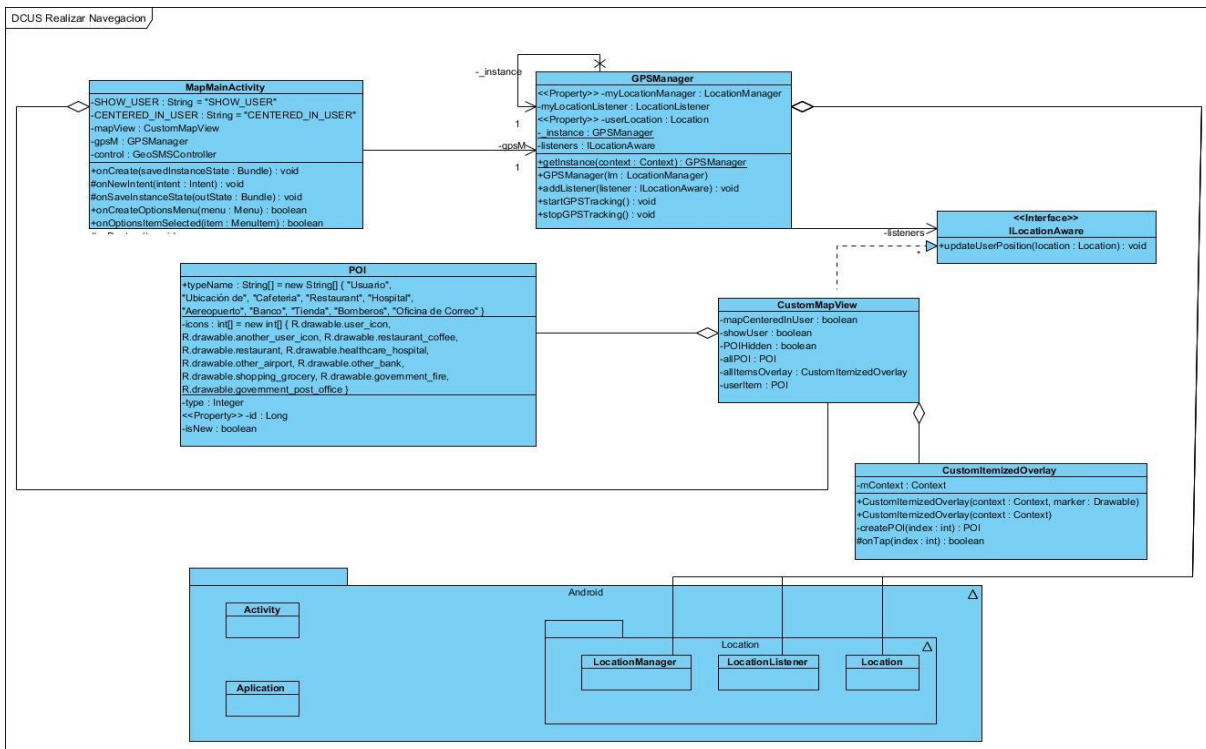 DCUS Realizar Navegacion
MapMainActivity
-SHOW_USER : String = "SHOW_USER"
-CENTERED_IN_USER : String = "CENTERED_IN_USER"
-mapView : CustomMapView
-gpsM : GPSManager
-control : GeoSMSController
+onCreate(savedInstanceState : Bundle) : void
#onNewIntent(intent : Intent) : void
#onSaveInstanceState(outState : Bundle) : void
+onCreateOptionsMenu(menu : Menu) : boolean
+onOptionsItemSelected(item : MenuItem) : boolean
-_instance
1
-gpsM
1
GPSManager
<<Property>> -myLocationManager : LocationManager
-myLocationListener : LocationListener
<<Property>> -userLocation : Location
-_instance : GPSManager
-listeners : ILocationAware
+getInstance(context : Context) : GPSManager
+GPSManager(lm : LocationManager)
+addListener(listener : ILocationAware) : void
+startGPSTracking() : void
+stopGPSTracking() : void
-listeners
*
<<Interface>>
ILocationAware
+updateUserPosition(location : Location) : void
POI
+typeName : String[] = new String[] { "Usuario",
"Ubicación de", "Cafeteria", "Restaurant", "Hospital",
"Aereopuerto", "Banco", "Tienda", "Bomberos", "Oficina de Correo" }
-icons : int[] = new int[] { R.drawable.user_icon,
R.drawable.another_user_icon, R.drawable.restaurant_coffee,
R.drawable.restaurant, R.drawable.healthcare_hospital,
R.drawable.other_airport, R.drawable.other_bank,
R.drawable.shopping_grocery, R.drawable.government_fire,
R.drawable.government_post_office }
-type : Integer
<<Property>> -id : Long
-isNew : boolean
CustomMapView
-mapCenteredInUser : boolean
-showUser : boolean
-POIHidden : boolean
-allPOI : POI
-allItemsOverlay : CustomItemizedOverlay
-userItem : POI
CustomItemizedOverlay
-mContext : Context
+CustomItemizedOverlay(context : Context, marker : Drawable)
+CustomItemizedOverlay(context : Context)
-createPOI(index : int) : POI
#onTap(index : int) : boolean
Android
Activity
Aplication
Location
LocationManager
LocationListener
Location